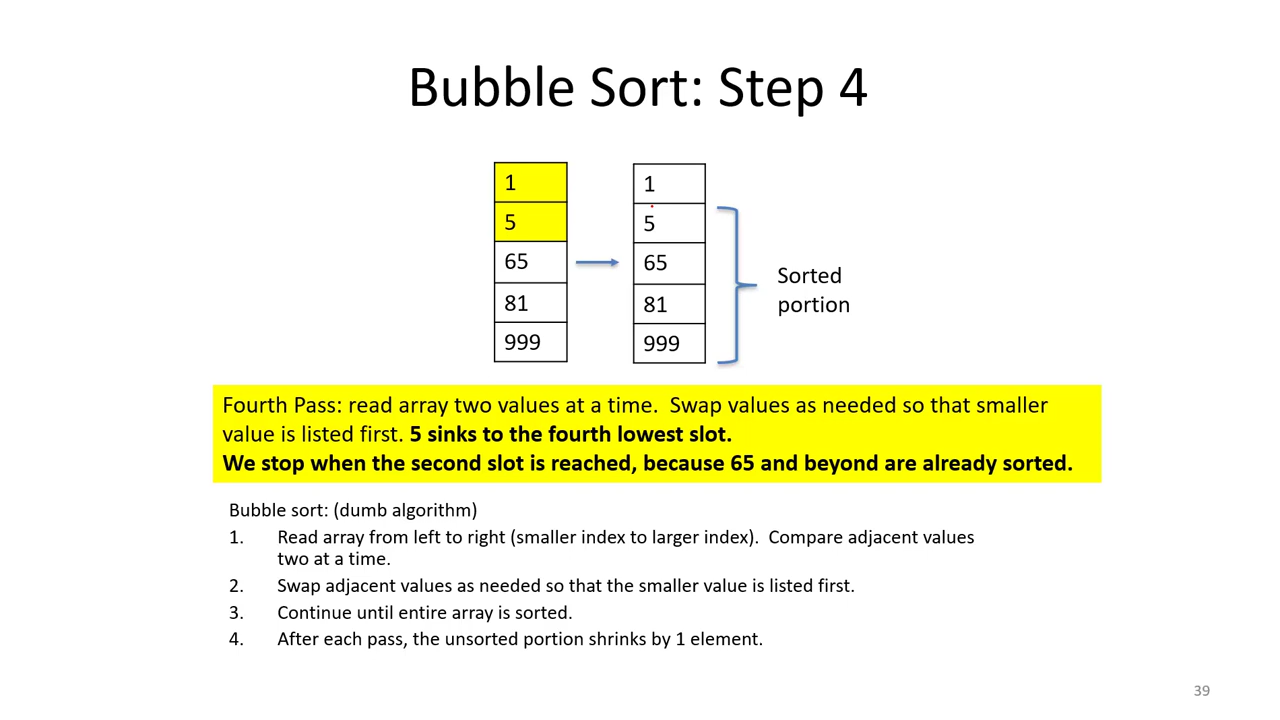 Bubble Sort: Step 4
1
5
65
81
999
1
5
65
81
999
Sorted
portion
Fourth Pass: read array two values at a time.  Swap values as needed so that smaller
value is listed first. 5 sinks to the fourth lowest slot.
We stop when the second slot is reached, because 65 and beyond are already sorted.
Bubble sort: (dumb algorithm)
1. Read array from left to right (smaller index to larger index).  Compare adjacent values
two at a time.
2. Swap adjacent values as needed so that the smaller value is listed first.
3. Continue until entire array is sorted.
4. After each pass, the unsorted portion shrinks by 1 element.
39